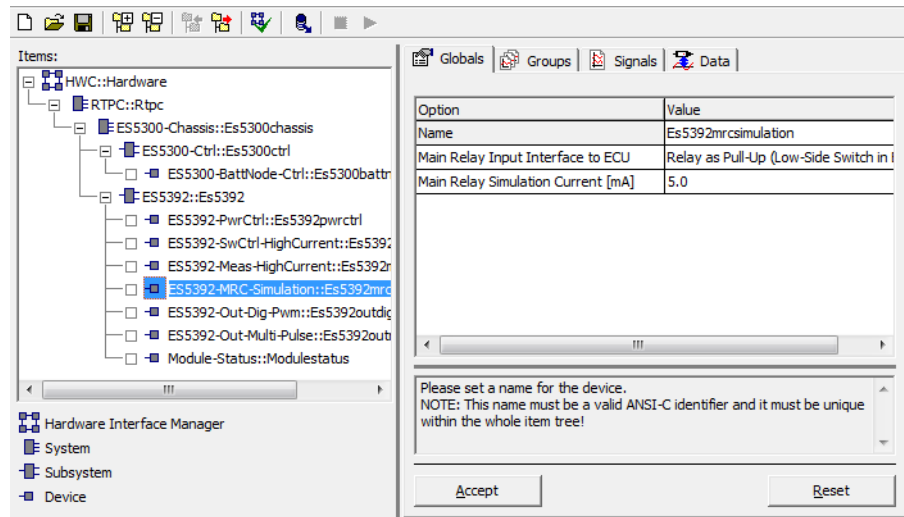 Items:
HWC::Hardware
RTPC::Rtpc
ES5300-Chassis::Es5300chassis
ES5300-Ctrl::Es5300ctrl
ES5300-BattNode-Ctrl::Es5300battn
ES5392::Es5392
ES5392-PwrCtrl::Es5392pwrctrl
ES5392-SwCtrl-HighCurrent::Es5392
ES5392-Meas-HighCurrent::Es5392r
ES5392-MRC-Simulation::Es5392mrc
ES5392-Out-Dig-Pwm::Es5392outdig
ES5392-Out-Multi-Pulse::Es5392out
Module-Status::Modulestatus
Hardware Interface Manager
System
Subsystem
Device
Globals Groups Signals Data
Option Value
Name Es5392mrcsimulation
Main Relay Input Interface to ECU Relay as Pull-Up (Low-Side Switch in
Main Relay Simulation Current [mA] 5.0
Please set a name for the device.
NOTE: This name must be a valid ANSI-C identifier and it must be unique
within the whole item tree!
Accept Reset